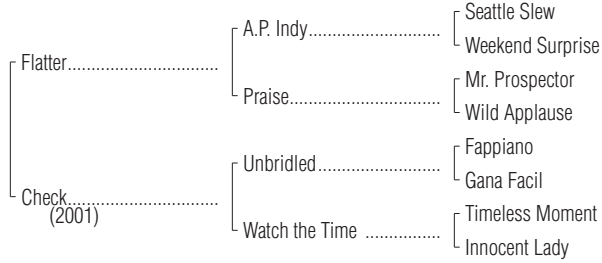 Seattle Slew
A.P. Indy................................
Weekend Surprise
Flatter.....................................
Mr. Prospector
Praise.....................................
Wild Applause
Fappiano
Unbridled..............................
Gana Facil
Check.....................................
(2001)
Timeless Moment
Watch the Time ..................
Innocent Lady